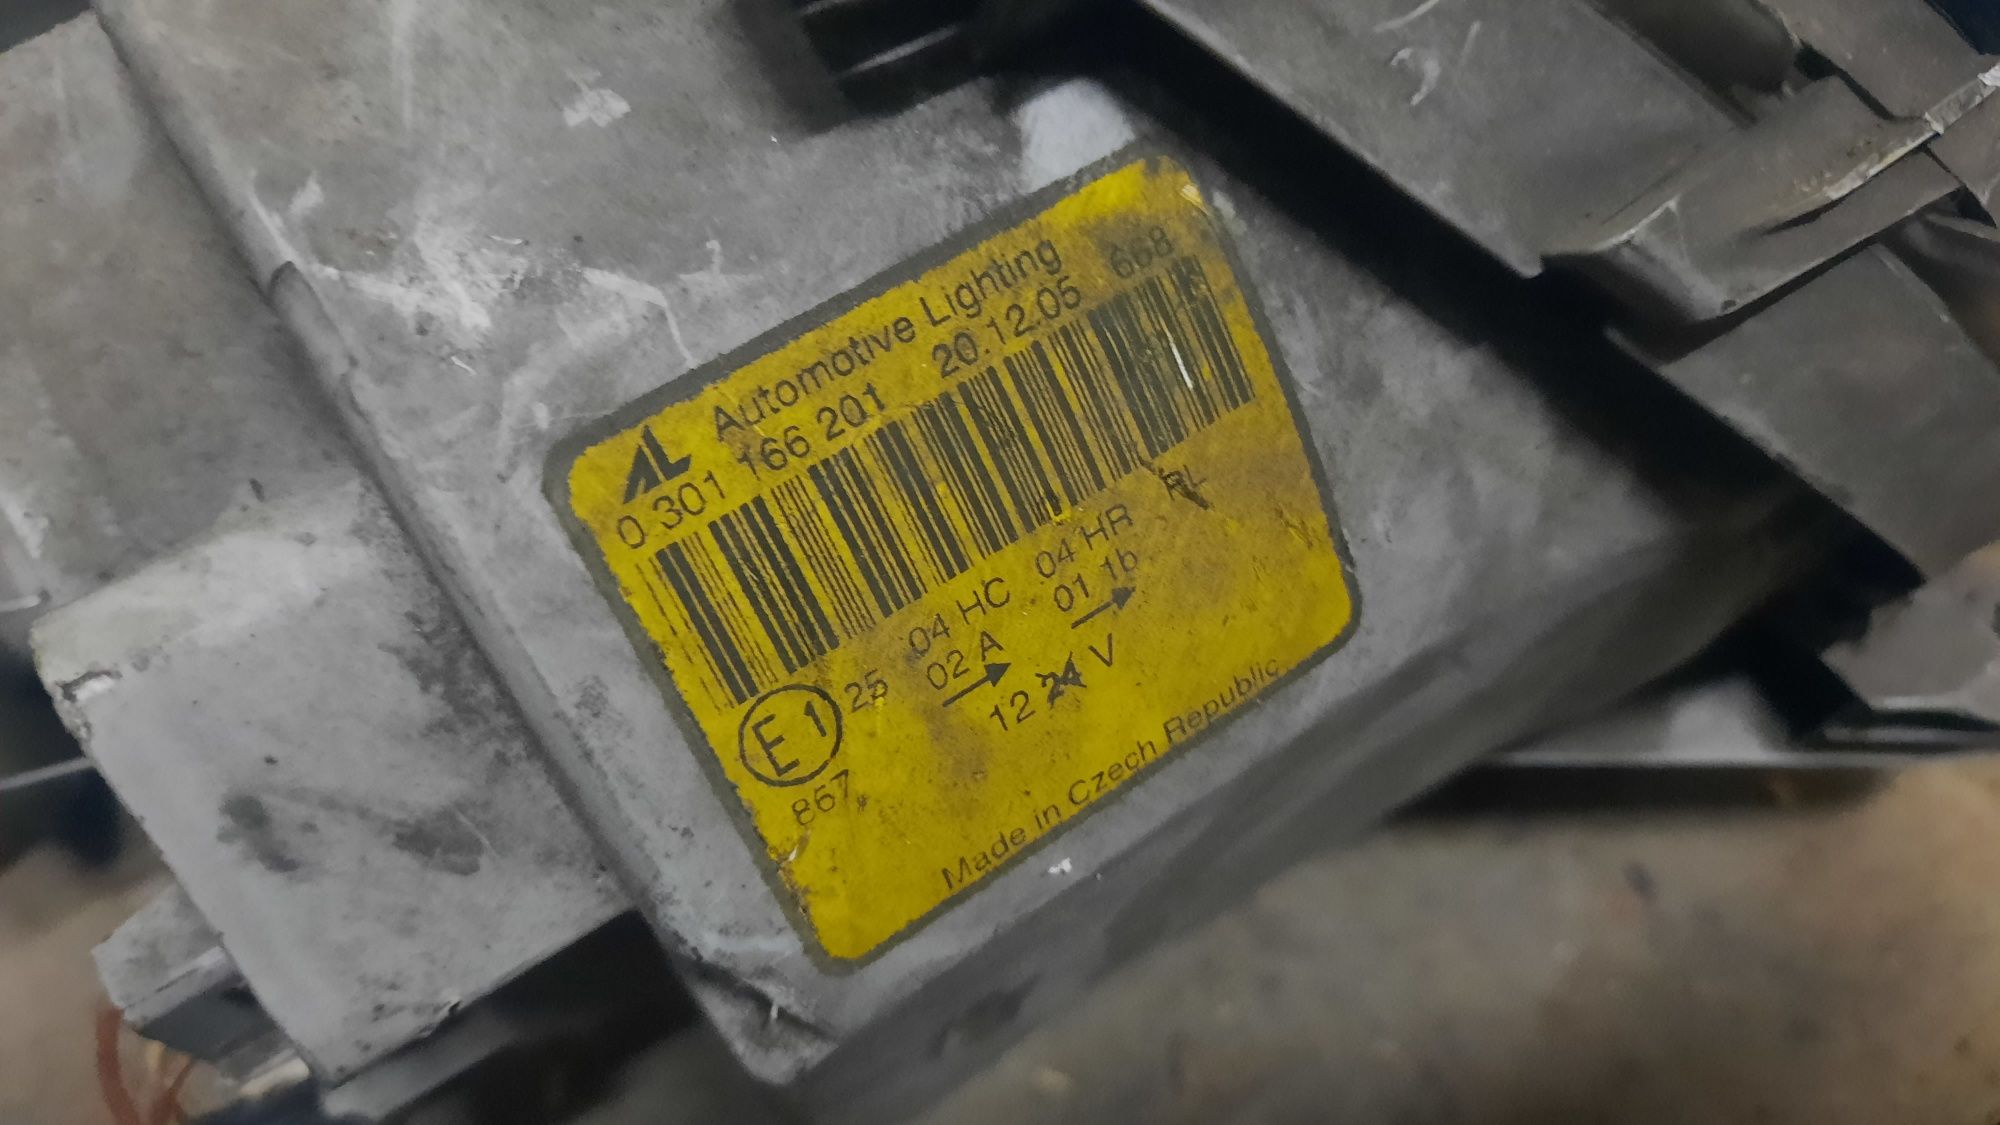 AL Automotive Lighting
0 301 166 201 20.12.05 668
E1 25 04 HC 04 HR RL
02 A 01 1b
867 12 24 V
Made in Czech Republic